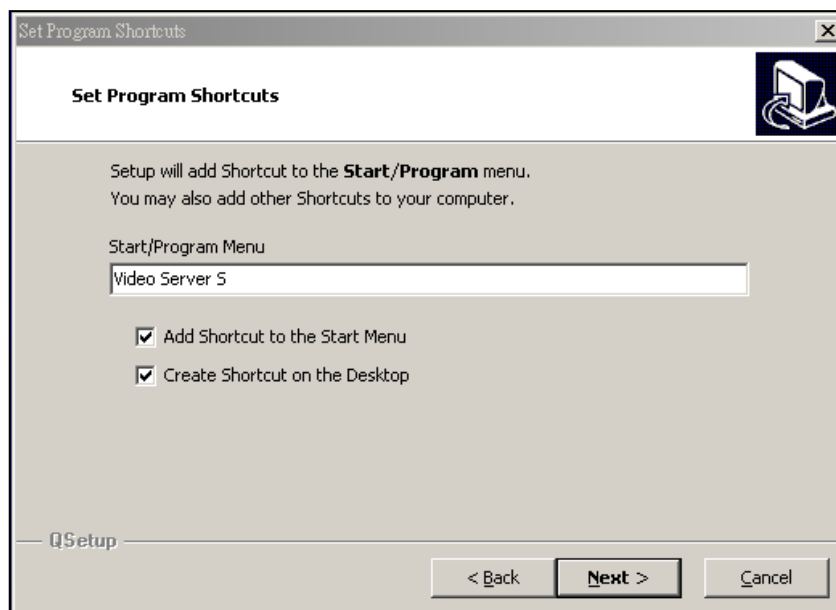 Set Program Shortcuts
Set Program Shortcuts
Setup will add Shortcut to the Start/Program menu.
You may also add other Shortcuts to your computer.
Start/Program Menu
Video Server S
Add Shortcut to the Start Menu
Create Shortcut on the Desktop
QSetup
< Back Next > Cancel